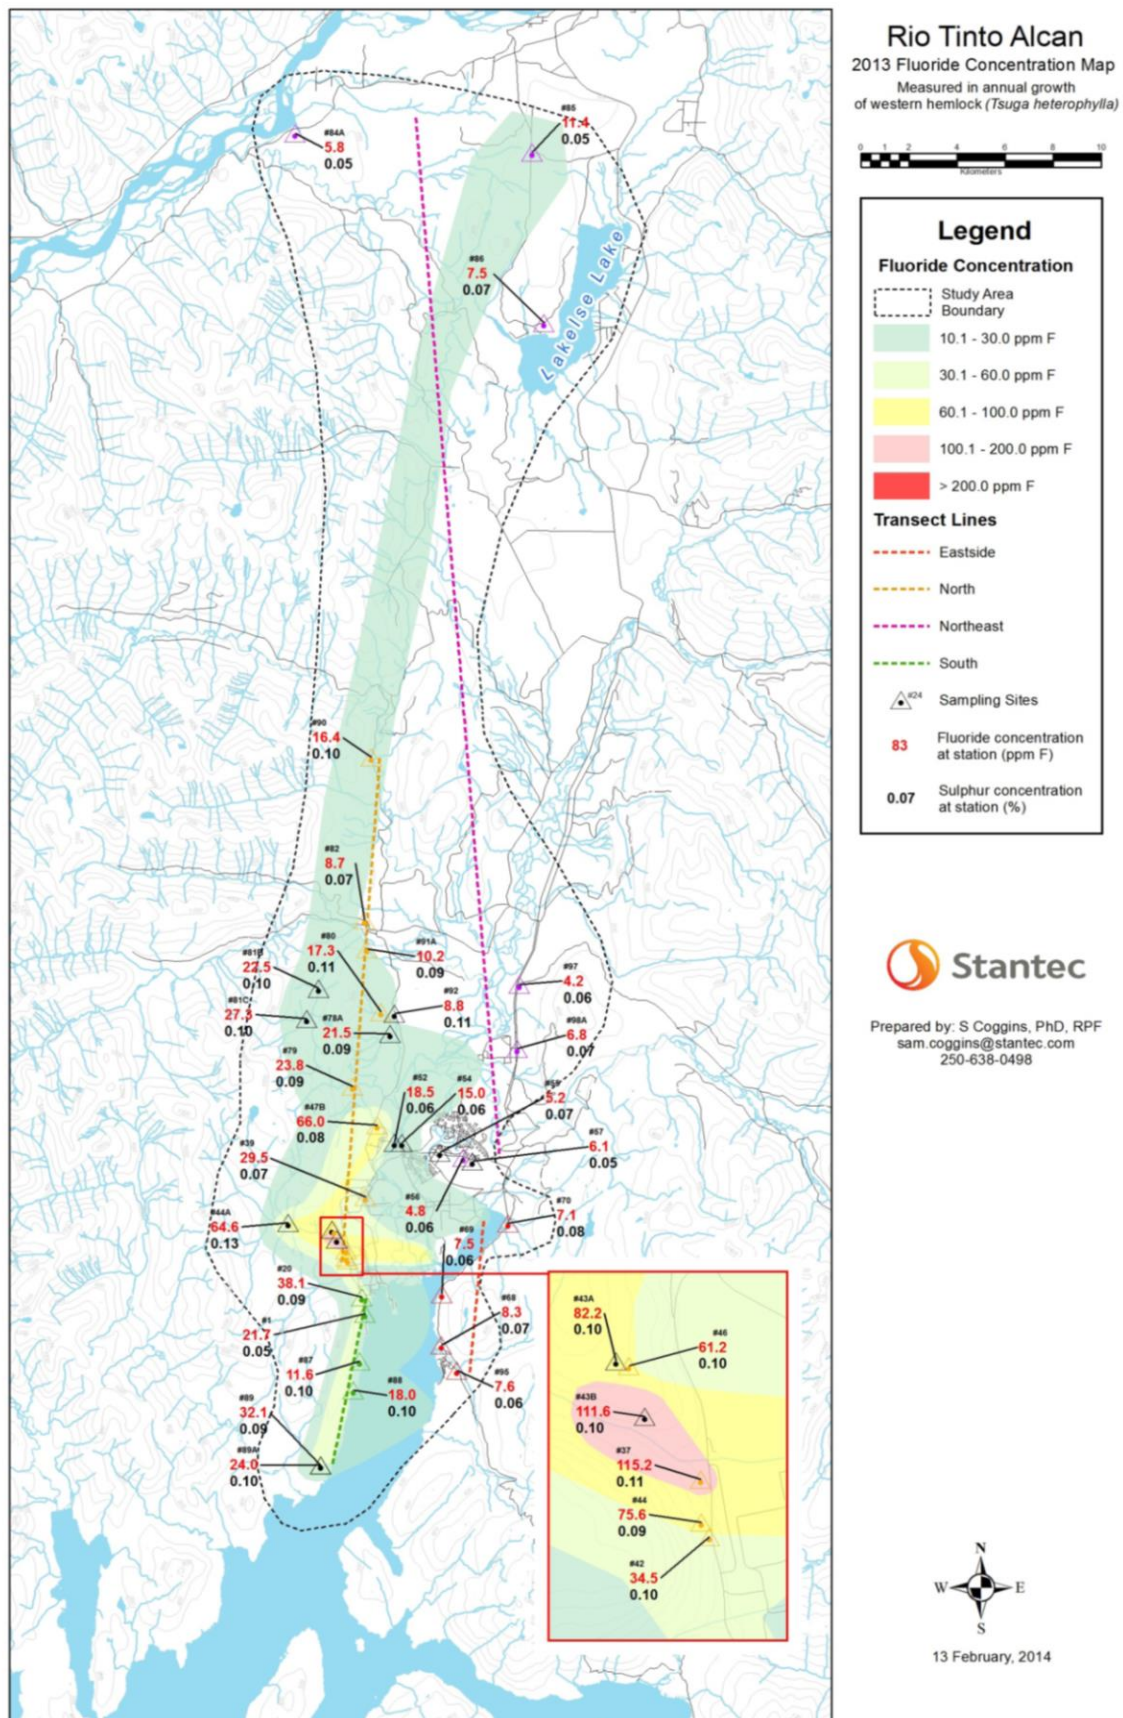 Rio Tinto Alcan
2013 Fluoride Concentration Map
Measured in annual growth
of western hemlock (Tsuga heterophylla)
0 1 2 4 6 8 10
Kilometers
Legend
Fluoride Concentration
Study Area
Boundary
10.1 - 30.0 ppm F
30.1 - 60.0 ppm F
60.1 - 100.0 ppm F
100.1 - 200.0 ppm F
> 200.0 ppm F
Transect Lines
Eastside
North
Northeast
South
#24
Sampling Sites
83
Fluoride concentration
at station (ppm F)
0.07
Sulphur concentration
at station (%)
Stantec
Prepared by: S Coggins, PhD, RPF
sam.coggins@stantec.com
250-638-0498
N
W E
S
13 February, 2014
#84A
5.8
0.05
#85
11.4
0.05
#86
7.5
0.07
Lakelse Lake
#90
16.4
0.10
#82
8.7
0.07
#80
17.3
0.11
#91A
10.2
0.09
#81B
22.5
0.10
#81C
27.3
0.10
#92
8.8
0.11
#78A
21.5
0.09
#97
4.2
0.06
#98A
6.8
0.07
#79
23.8
0.09
#52
18.5
0.06
#54
15.0
0.06
5.2
0.07
#47B
66.0
0.08
#57
6.1
0.05
#39
29.5
0.07
#56
4.8
0.06
#70
7.1
0.08
#44A
64.6
0.13
#69
7.5
0.06
#20
38.1
0.09
#68
8.3
0.07
#1
21.7
0.05
#87
11.6
0.10
#88
18.0
0.10
#95
7.6
0.06
#89
32.1
0.09
#89A
24.0
0.10
#43A
82.2
0.10
#46
61.2
0.10
#43B
111.6
0.10
#37
115.2
0.11
#44
75.6
0.09
#42
34.5
0.10